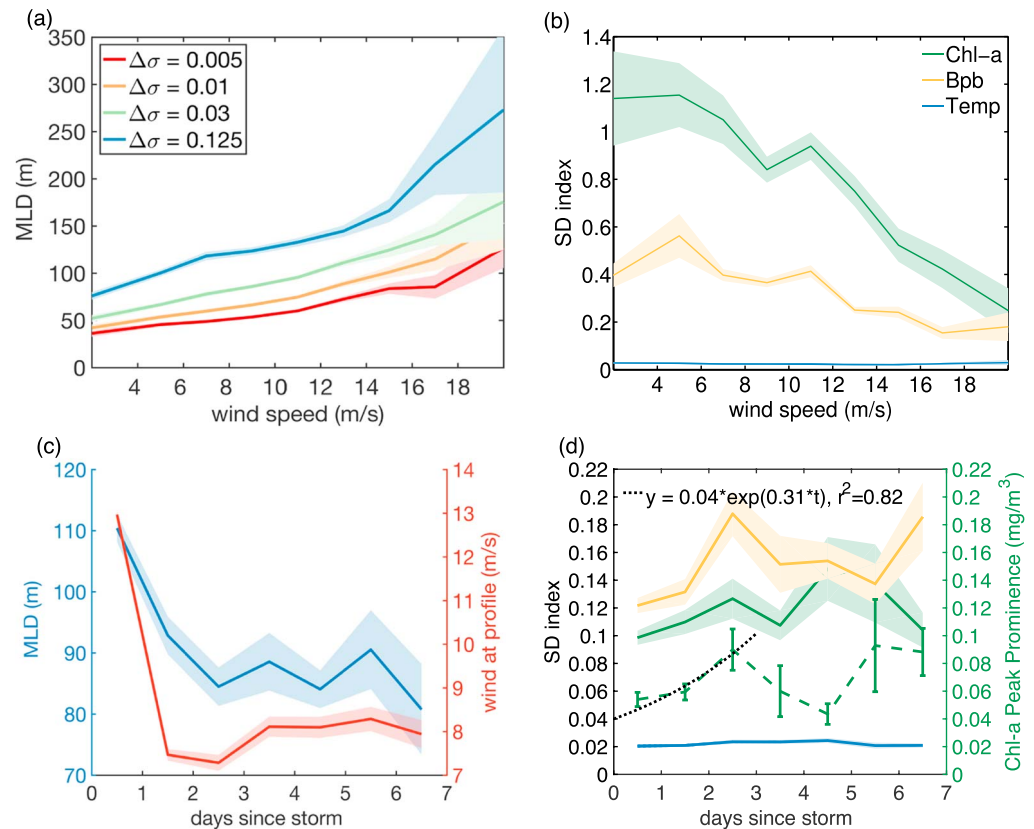 (a)
350
300
250
200
150
100
50
0
MLD (m)
Δσ = 0.005
Δσ = 0.01
Δσ = 0.03
Δσ = 0.125
4 6 8 10 12 14 16 18
wind speed (m/s)
(b)
1.4
1.2
1
0.8
0.6
0.4
0.2
0
SD index
Chl-a
Bpb
Temp
4 6 8 10 12 14 16 18
wind speed (m/s)
(c)
120
110
100
90
80
70
MLD (m)
14
13
12
11
10
9
8
7
wind at profile (m/s)
0 1 2 3 4 5 6 7
days since storm
(d)
0.22
0.2
0.18
0.16
0.14
0.12
0.1
0.08
0.06
0.04
0.02
0
SD index
y = 0.04*exp(0.31*t), r²=0.82
0.22
0.2
0.18
0.16
0.14
0.12
0.1
0.08
0.06
0.04
0.02
0
Chl-a Peak Prominence (mg/m³)
0 1 2 3 4 5 6 7
days since storm